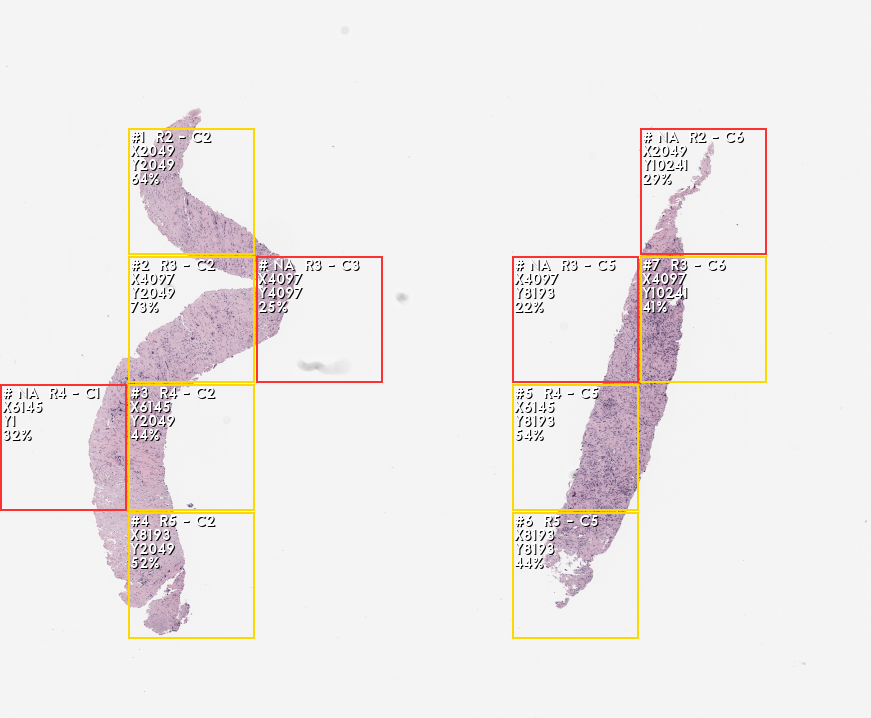 #1 R2 - C2
X2049
Y2049
64%
# NA R2 - C6
X2049
Y10241
29%
#2 R3 - C2
X4097
Y2049
73%
# NA R3 - C3
X4097
Y4097
25%
# NA R3 - C5
X4097
Y8193
22%
#7 R3 - C6
X4097
Y10241
41%
# NA R4 - C1
X6145
Y1
32%
#3 R4 - C2
X6145
Y2049
44%
#5 R4 - C5
X6145
Y8193
54%
#4 R5 - C2
X8193
Y2049
52%
#6 R5 - C5
X8193
Y8193
44%